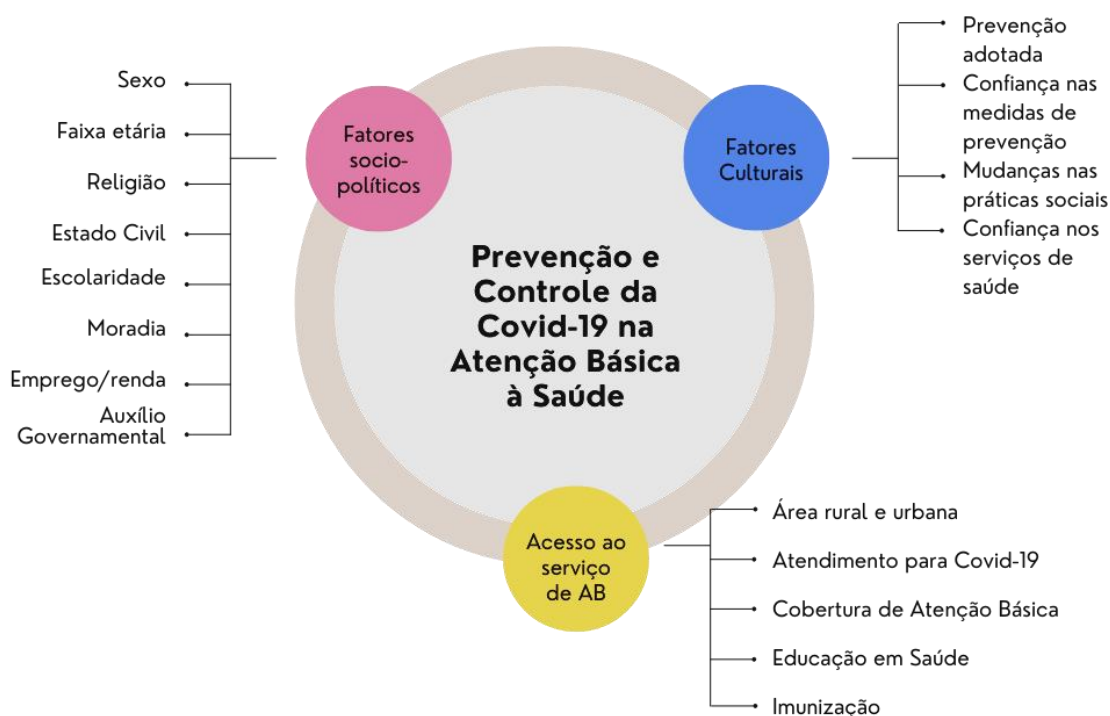 Sexo
Faixa etária
Religião
Estado Civil
Escolaridade
Moradia
Emprego/renda
Auxílio
Governamental
Fatores
socio-
políticos
Fatores
Culturais
Prevenção
adotada
Confiança nas
medidas de
prevenção
Mudanças nas
práticas sociais
Confiança nos
serviços de
saúde
Prevenção e
Controle da
Covid-19 na
Atenção Básica
à Saúde
Acesso ao
serviço
de AB
Área rural e urbana
Atendimento para Covid-19
Cobertura de Atenção Básica
Educação em Saúde
Imunização